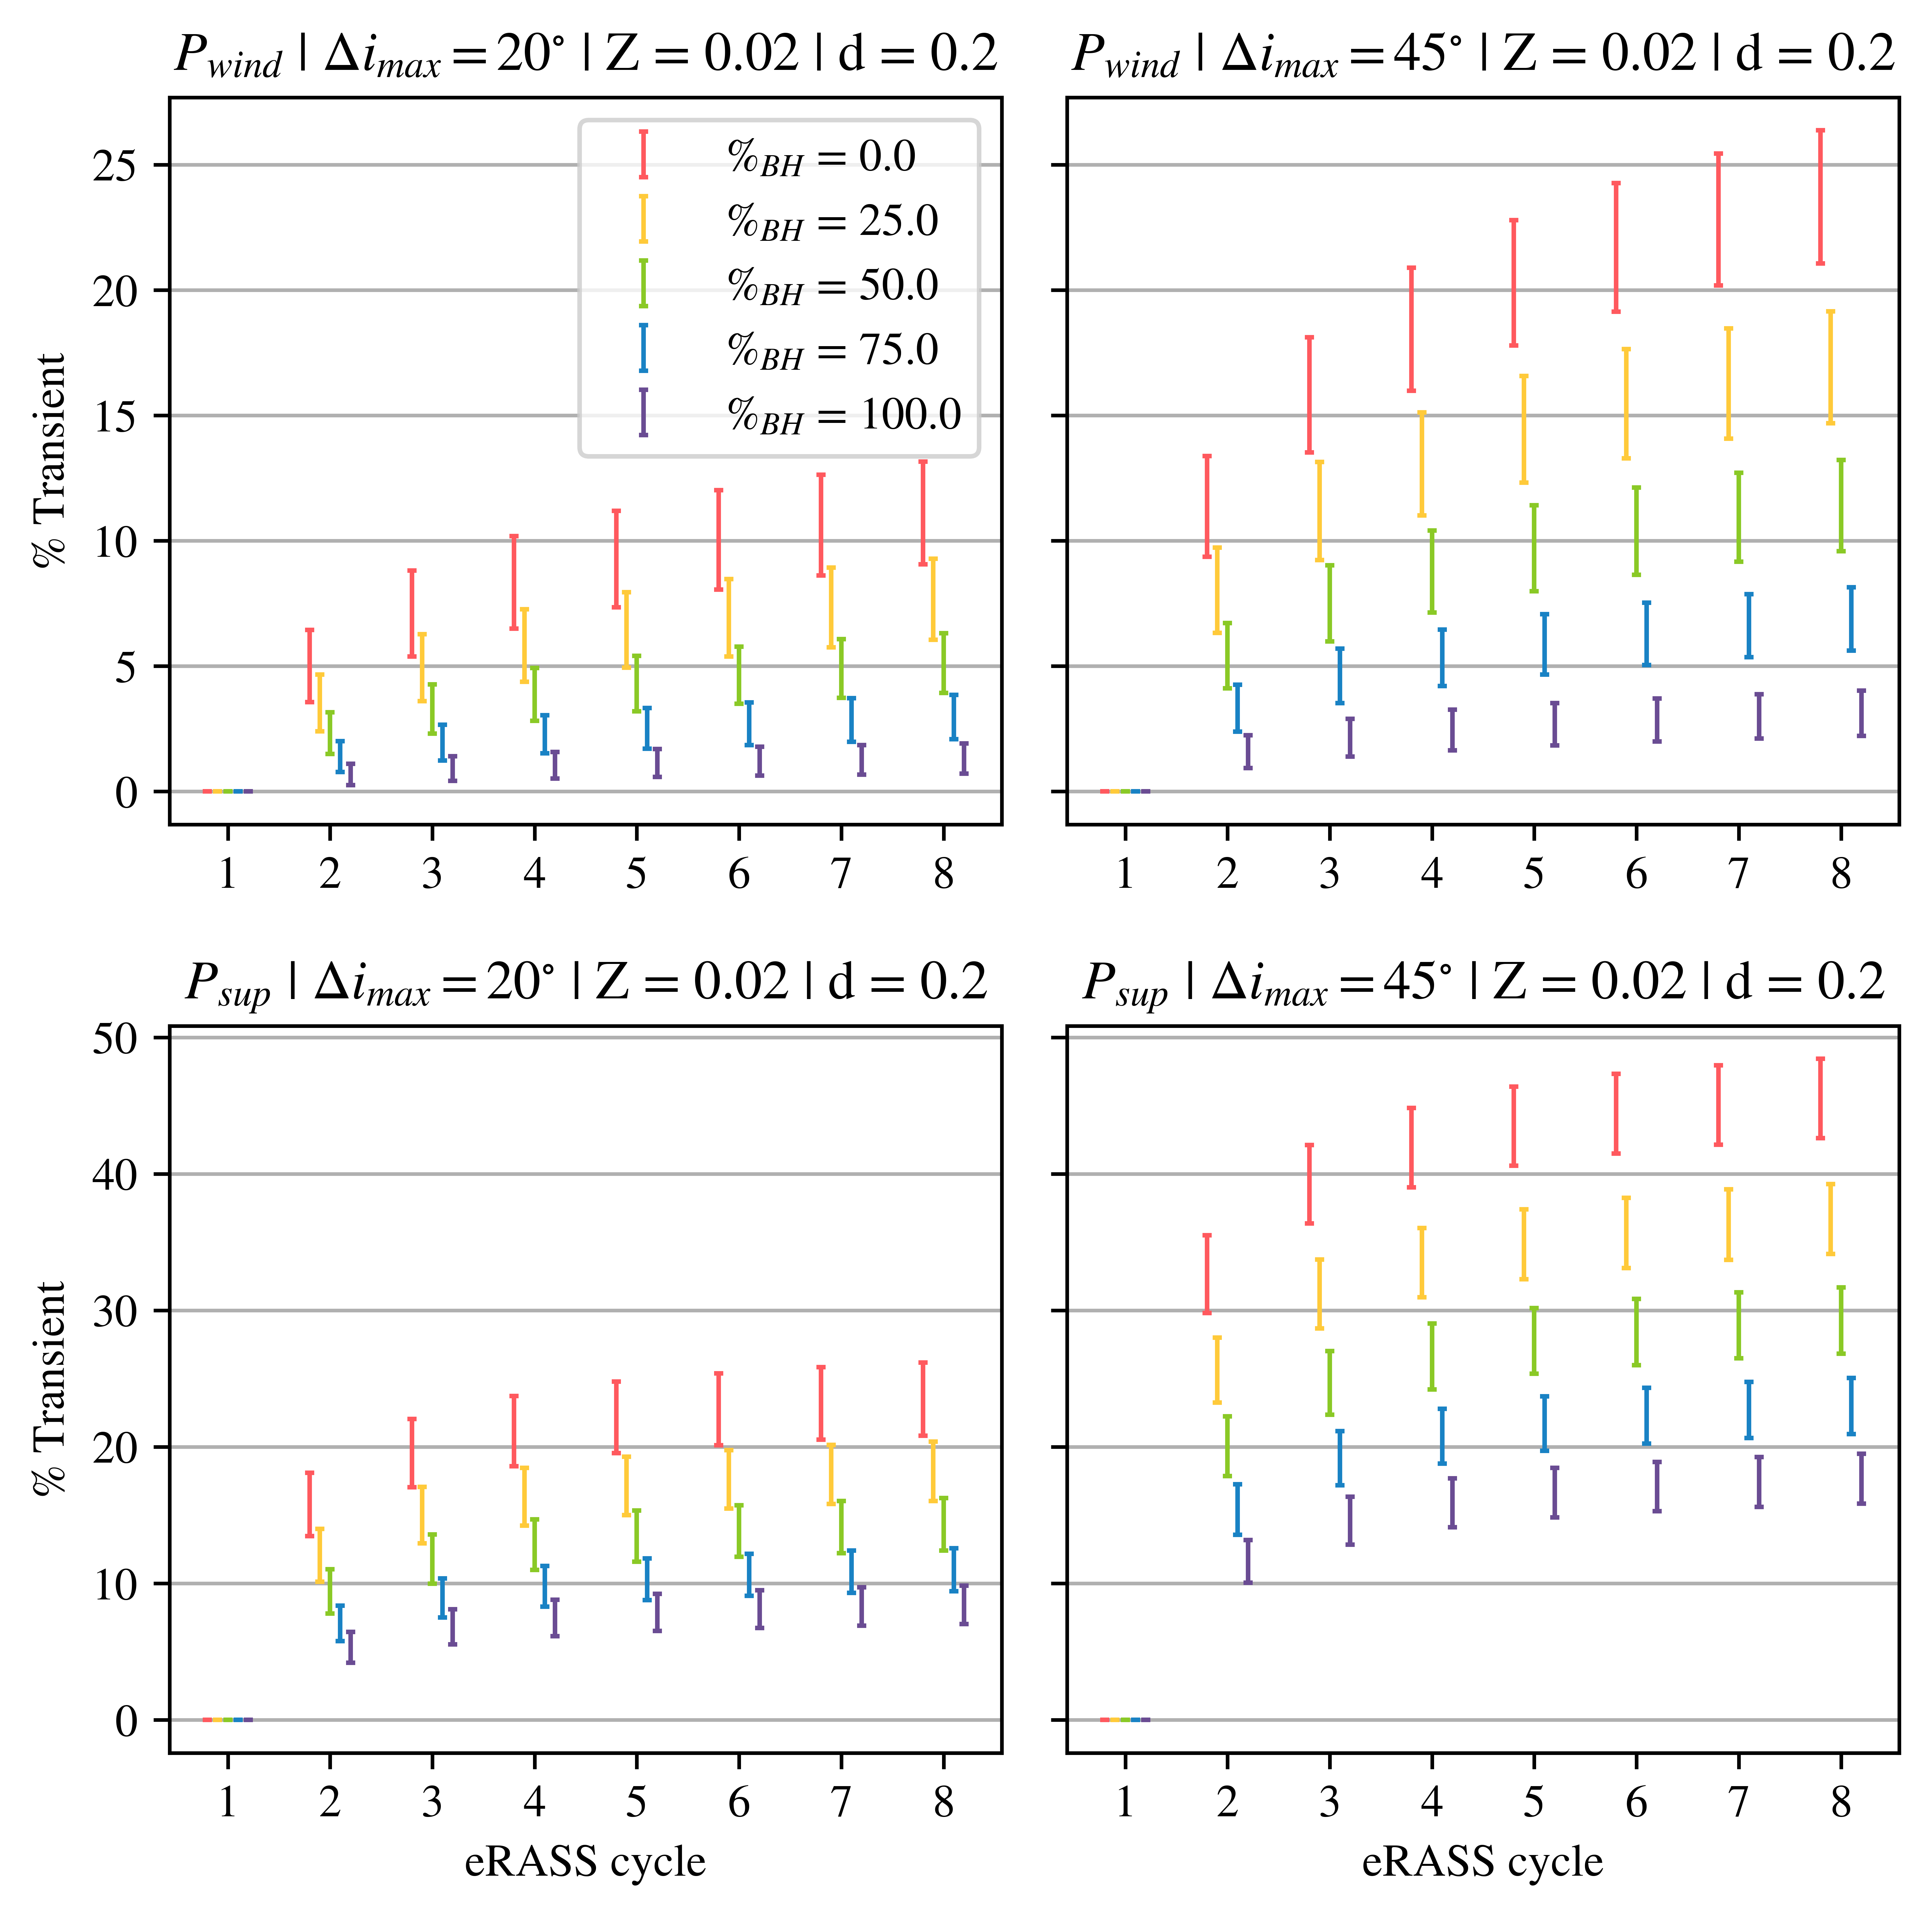 P_wind | Δi_max = 20° | Z = 0.02 | d = 0.2
P_wind | Δi_max = 45° | Z = 0.02 | d = 0.2
%_BH = 0.0
%_BH = 25.0
%_BH = 50.0
%_BH = 75.0
%_BH = 100.0
25
20
15
10
5
0
% Transient
1 2 3 4 5 6 7 8
1 2 3 4 5 6 7 8
P_sup | Δi_max = 20° | Z = 0.02 | d = 0.2
P_sup | Δi_max = 45° | Z = 0.02 | d = 0.2
50
40
30
20
10
0
% Transient
1 2 3 4 5 6 7 8
1 2 3 4 5 6 7 8
eRASS cycle
eRASS cycle